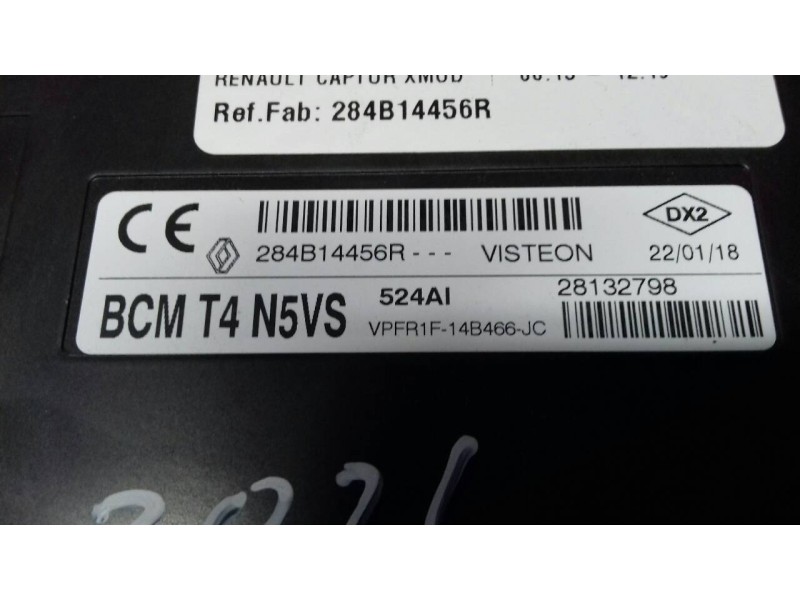 RENAULT CAPTUR XMOD
Ref.Fab: 284B14456R
CE
284B14456R - - - VISTEON
DX2
22/01/18
BCM T4 N5VS
524AI
VPFR1F-14B466-JC
28132798